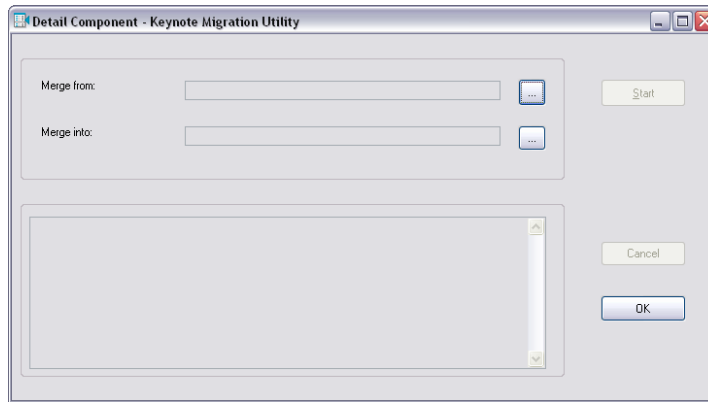 Detail Component - Keynote Migration Utility
Merge from:
...
Start
Merge into:
...
Cancel
OK